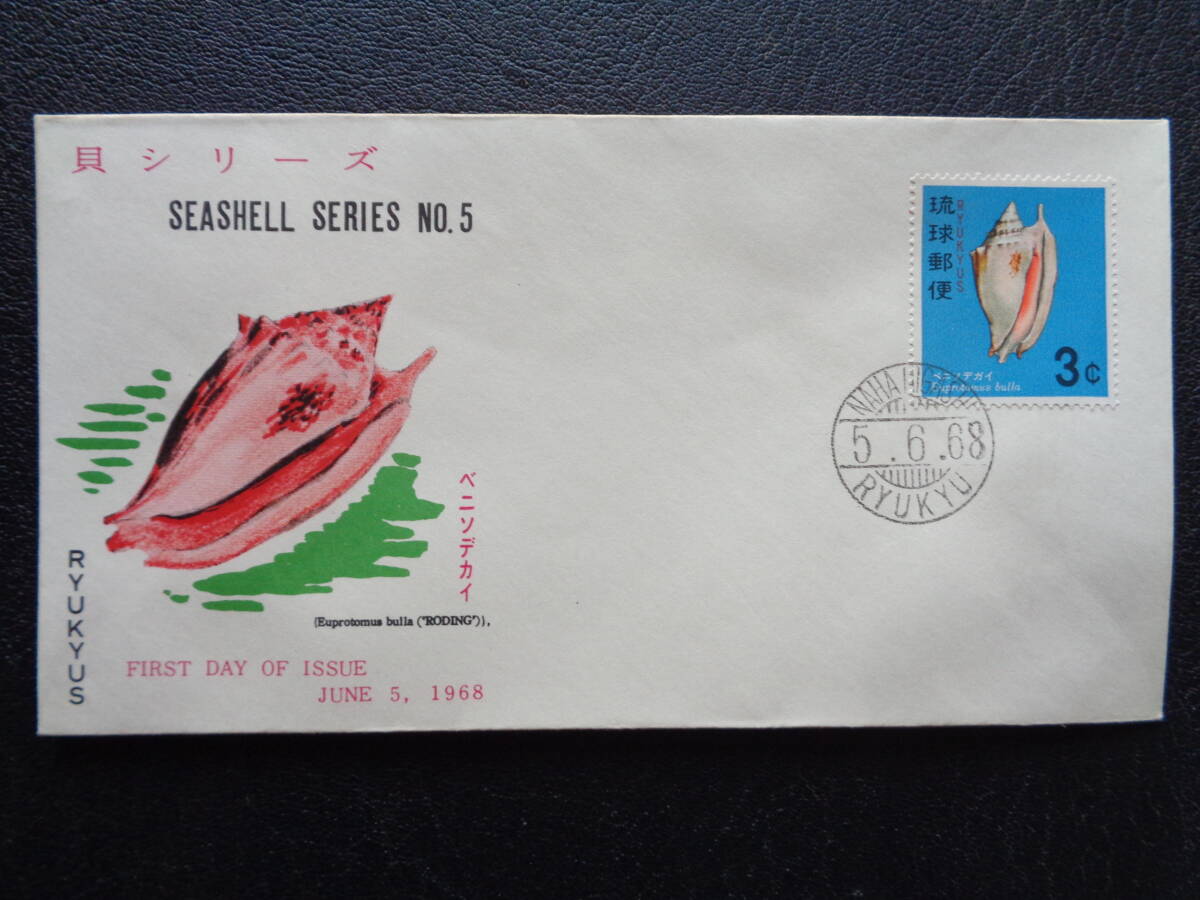 貝シリーズ
SEASHELL SERIES NO.5
ベニソデカイ
(Euprotomus bulla ("RODING")),
RYUKYUS
FIRST DAY OF ISSUE
JUNE 5, 1968
琉球郵便
RYUKYUS
3¢
ベニソデガイ
Euprotomus bulla
NAHA
5.6.68
RYUKYU